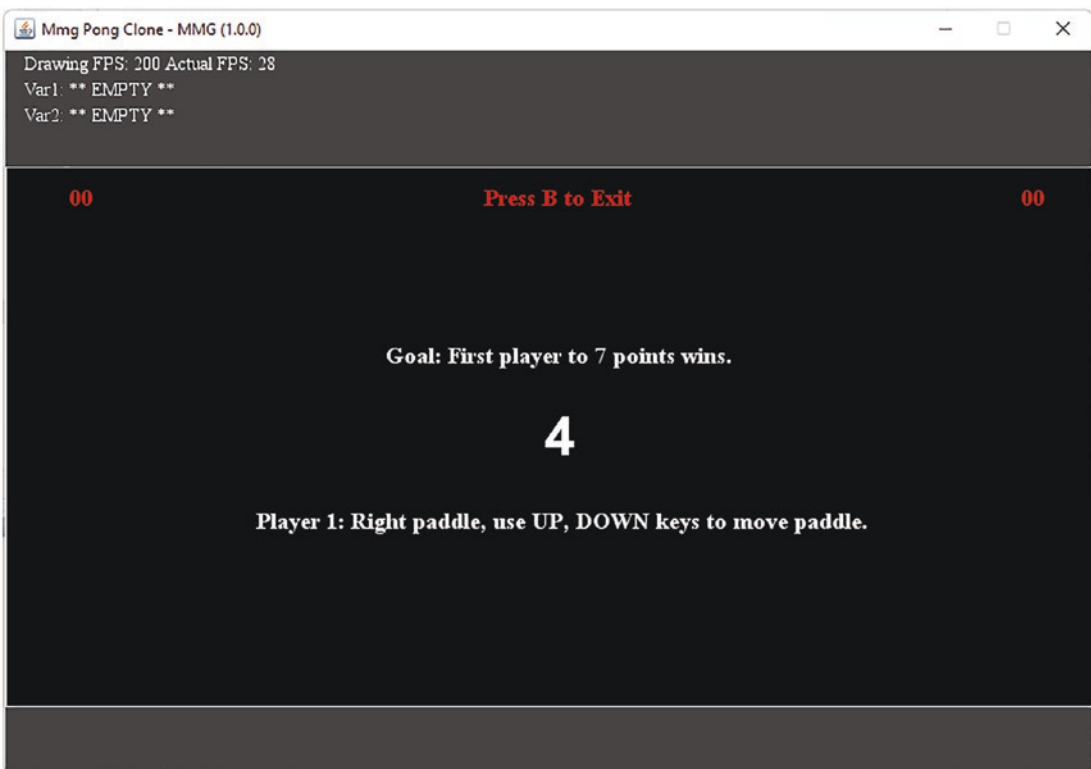 Mmg Pong Clone - MMG (1.0.0)
Drawing FPS: 200 Actual FPS: 28
Var1: ** EMPTY **
Var2: ** EMPTY **
00 Press B to Exit 00
Goal: First player to 7 points wins.
4
Player 1: Right paddle, use UP, DOWN keys to move paddle.